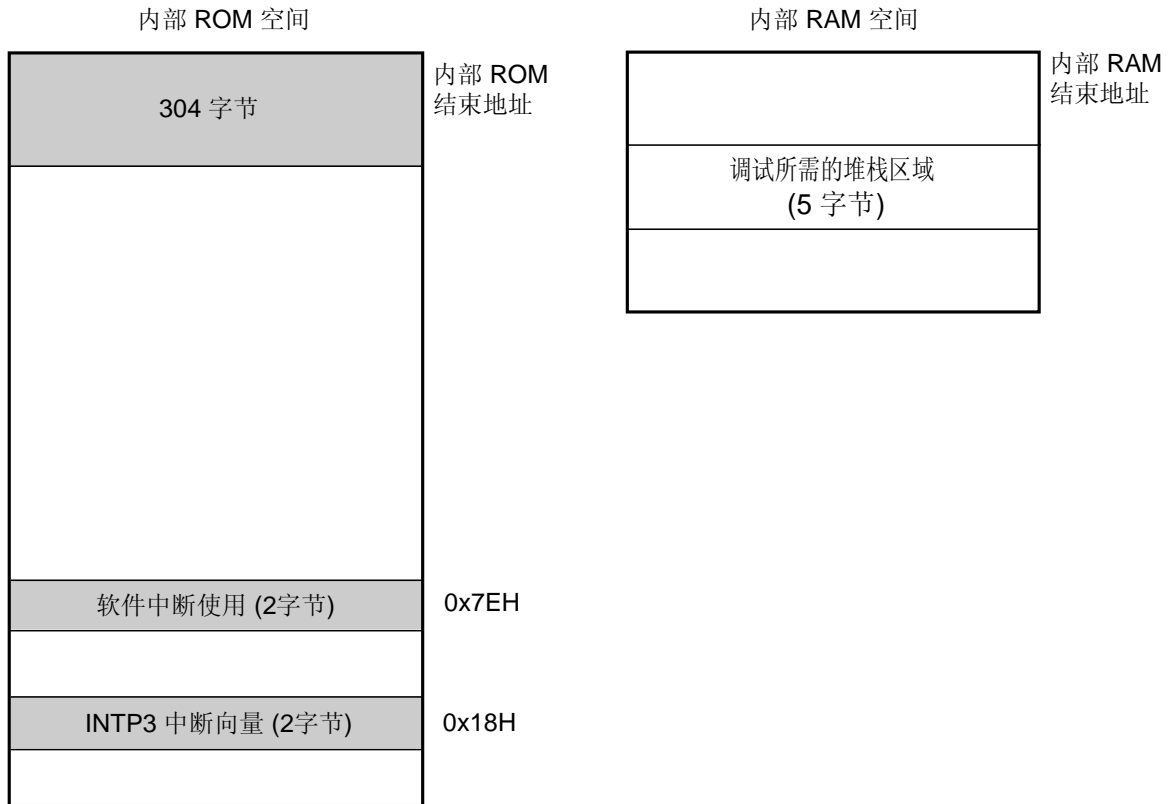 内部 ROM 空间
内部 ROM
结束地址
304 字节
软件中断使用 (2字节)
0x7EH
INTP3 中断向量 (2字节)
0x18H
内部 RAM 空间
内部 RAM
结束地址
调试所需的堆栈区域
(5 字节)